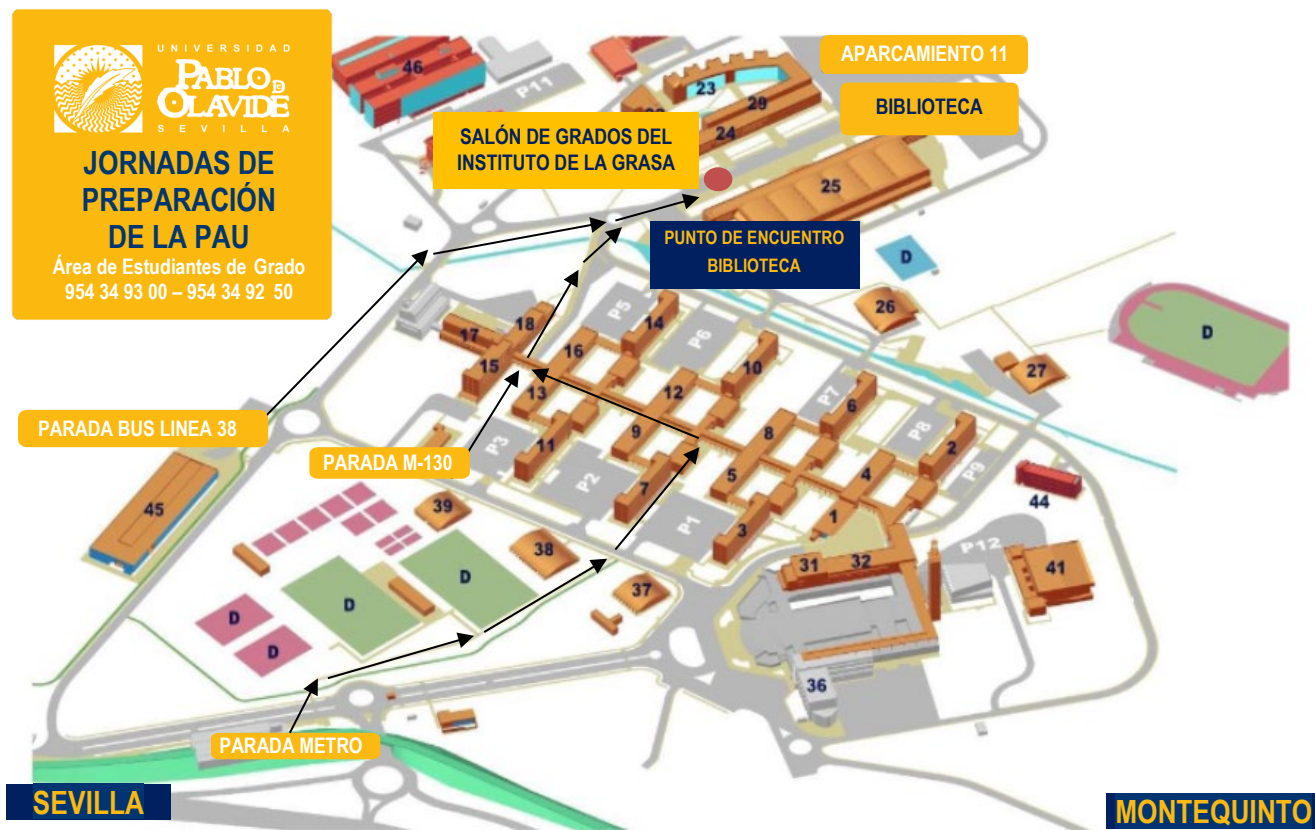 UNIVERSIDAD
PABLO DE
OLAVIDE
SEVILLA
JORNADAS DE
PREPARACIÓN
DE LA PAU
Área de Estudiantes de Grado
954 34 93 00 – 954 34 92 50
APARCAMIENTO 11
BIBLIOTECA
SALÓN DE GRADOS DEL
INSTITUTO DE LA GRASA
PUNTO DE ENCUENTRO
BIBLIOTECA
PARADA BUS LINEA 38
PARADA M-130
PARADA METRO
SEVILLA
MONTEQUINTO
46
P11
23
29
24
25
D
26
27
D
P5
14
P6
18
17
16
15
10
13
12
P7
6
P3
11
9
8
P8
2
P2
7
5
4
P9
44
45
39
P1
3
1
38
P12
31
32
41
D
37
D
D
D
36